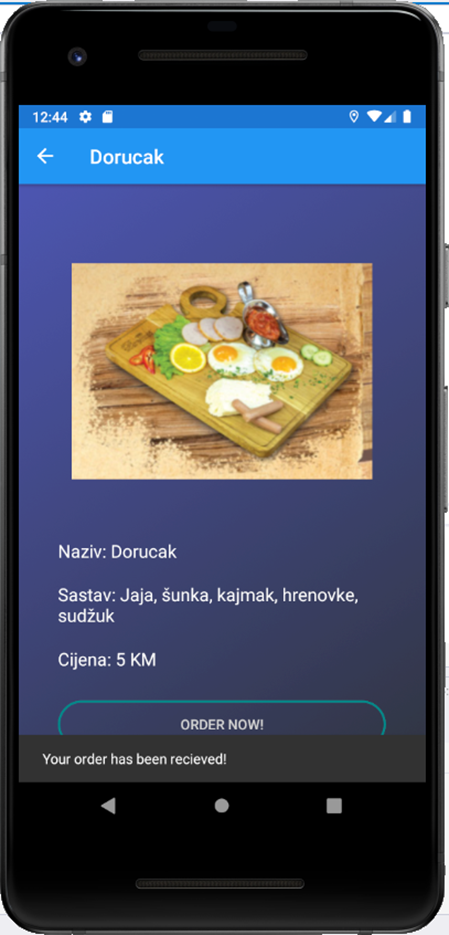 12:44
Dorucak
Naziv: Dorucak
Sastav: Jaja, šunka, kajmak, hrenovke,
sudžuk
Cijena: 5 KM
ORDER NOW!
Your order has been recieved!